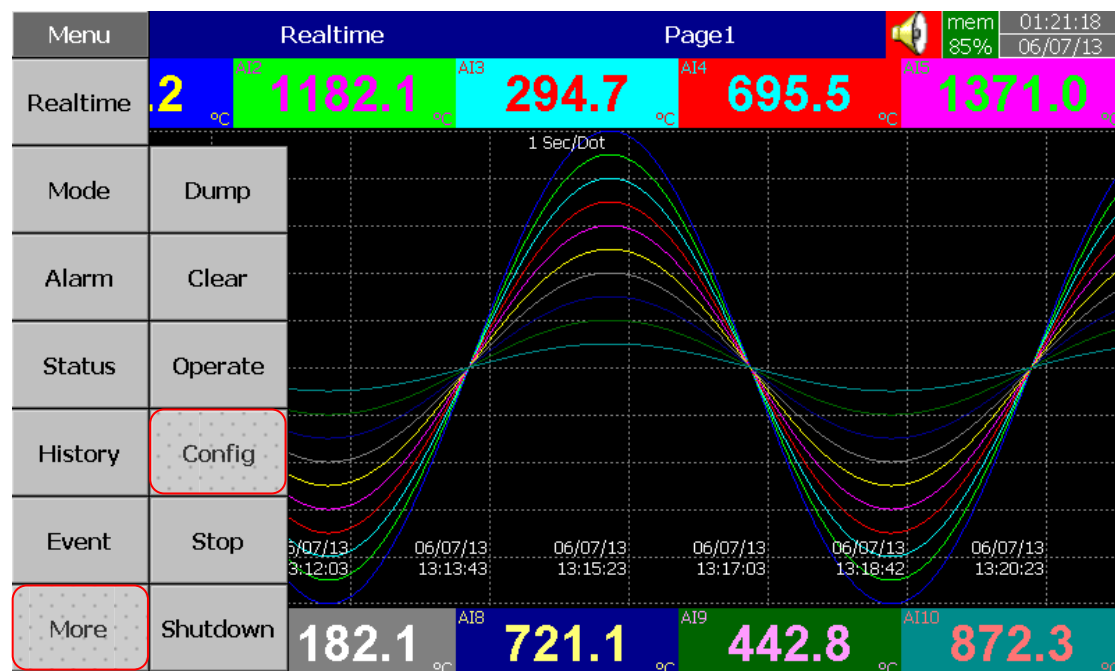 Menu
Realtime
Page1
mem
85%
01:21:18
06/07/13
Realtime
.2
°C
AI2
1182.1
°C
AI3
294.7
°C
AI4
695.5
°C
AI5
1371.0
°C
1 Sec/Dot
Mode
Dump
Alarm
Clear
Status
Operate
History
Config
Event
Stop
More
Shutdown
6/07/13
3:12:03
06/07/13
13:13:43
06/07/13
13:15:23
06/07/13
13:17:03
06/07/13
13:18:42
06/07/13
13:20:23
182.1
°C
AI8
721.1
°C
AI9
442.8
°C
AI10
872.3
°C